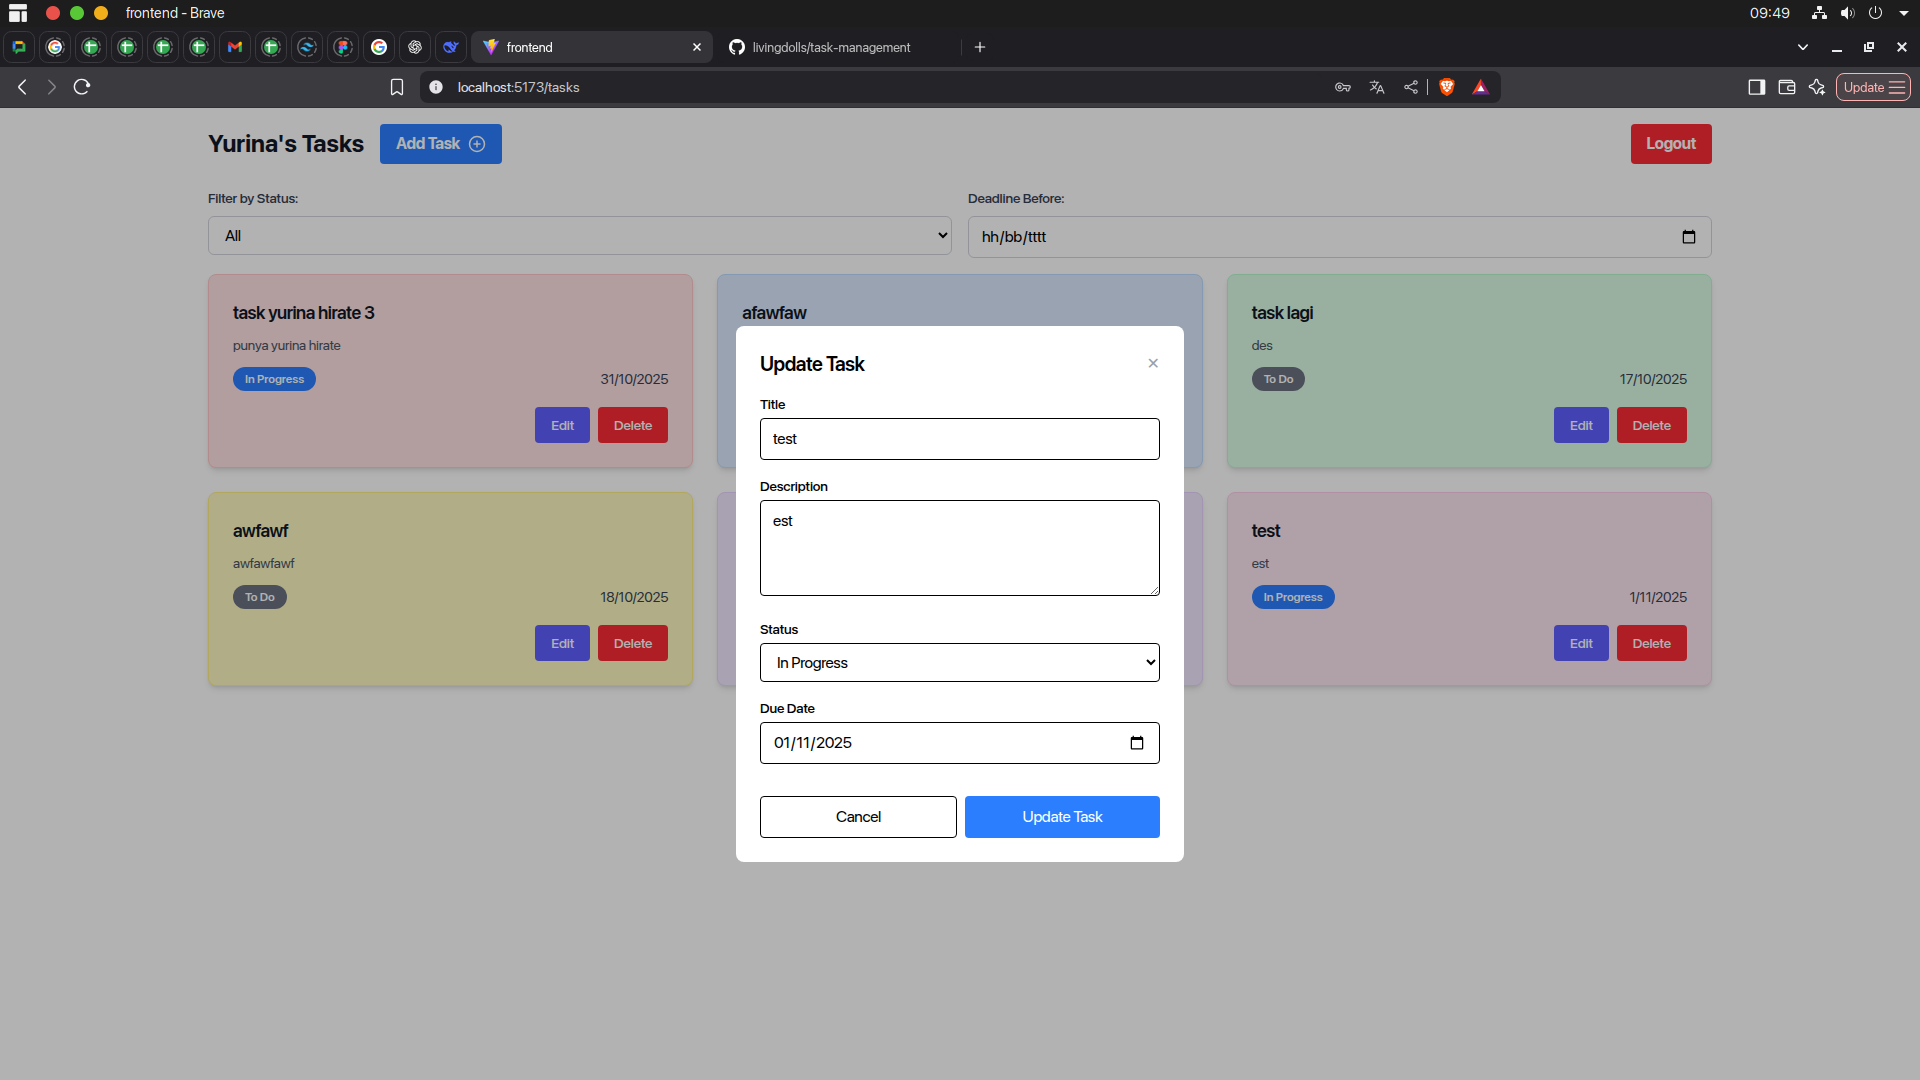 frontend - Brave
09:49
frontend
livingdolls/task-management
localhost:5173/tasks
Update
Yurina's Tasks
Add Task
Logout
Filter by Status:
Deadline Before:
All
hh/bb/tttt
task yurina hirate 3
punya yurina hirate
In Progress
31/10/2025
Edit
Delete
afawfaw
task lagi
des
To Do
17/10/2025
Edit
Delete
awfawf
awfawfawf
To Do
18/10/2025
Edit
Delete
test
est
In Progress
1/11/2025
Edit
Delete
Update Task
Title
test
Description
est
Status
In Progress
Due Date
01/11/2025
Cancel
Update Task